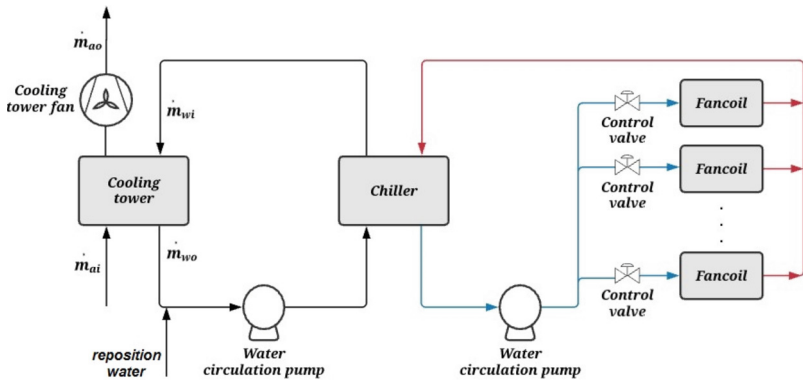 ṁao
Cooling
tower fan
ṁwi
Cooling
tower
ṁai
ṁwo
reposition
water
Water
circulation pump
Chiller
Water
circulation pump
Control
valve
Fancoil
Control
valve
Fancoil
Control
valve
Fancoil